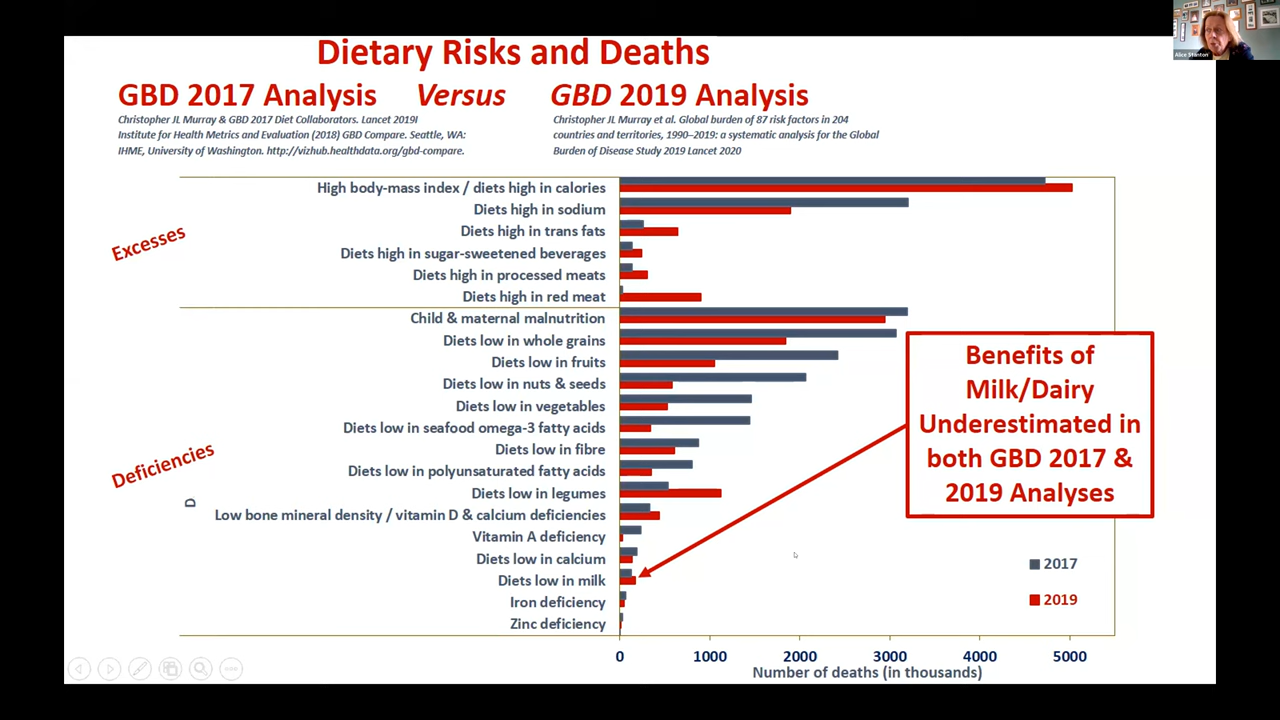 Dietary Risks and Deaths
GBD 2017 Analysis Versus GBD 2019 Analysis
Christopher JL Murray & GBD 2017 Diet Collaborators. Lancet 2019l
Institute for Health Metrics and Evaluation (2018) GBD Compare. Seattle, WA:
IHME, University of Washington. http://vizhub.healthdata.org/gbd-compare.
Christopher JL Murray et al. Global burden of 87 risk factors in 204
countries and territories, 1990–2019: a systematic analysis for the Global
Burden of Disease Study 2019 Lancet 2020
Excesses
High body-mass index / diets high in calories
Diets high in sodium
Diets high in trans fats
Diets high in sugar-sweetened beverages
Diets high in processed meats
Diets high in red meat
Deficiencies
D
Child & maternal malnutrition
Diets low in whole grains
Diets low in fruits
Diets low in nuts & seeds
Diets low in vegetables
Diets low in seafood omega-3 fatty acids
Diets low in fibre
Diets low in polyunsaturated fatty acids
Diets low in legumes
Low bone mineral density / vitamin D & calcium deficiencies
Vitamin A deficiency
Diets low in calcium
Diets low in milk
Iron deficiency
Zinc deficiency
Benefits of
Milk/Dairy
Underestimated in
both GBD 2017 &
2019 Analyses
2017
2019
0 1000 2000 3000 4000 5000
Number of deaths (in thousands)
Alice Stanton